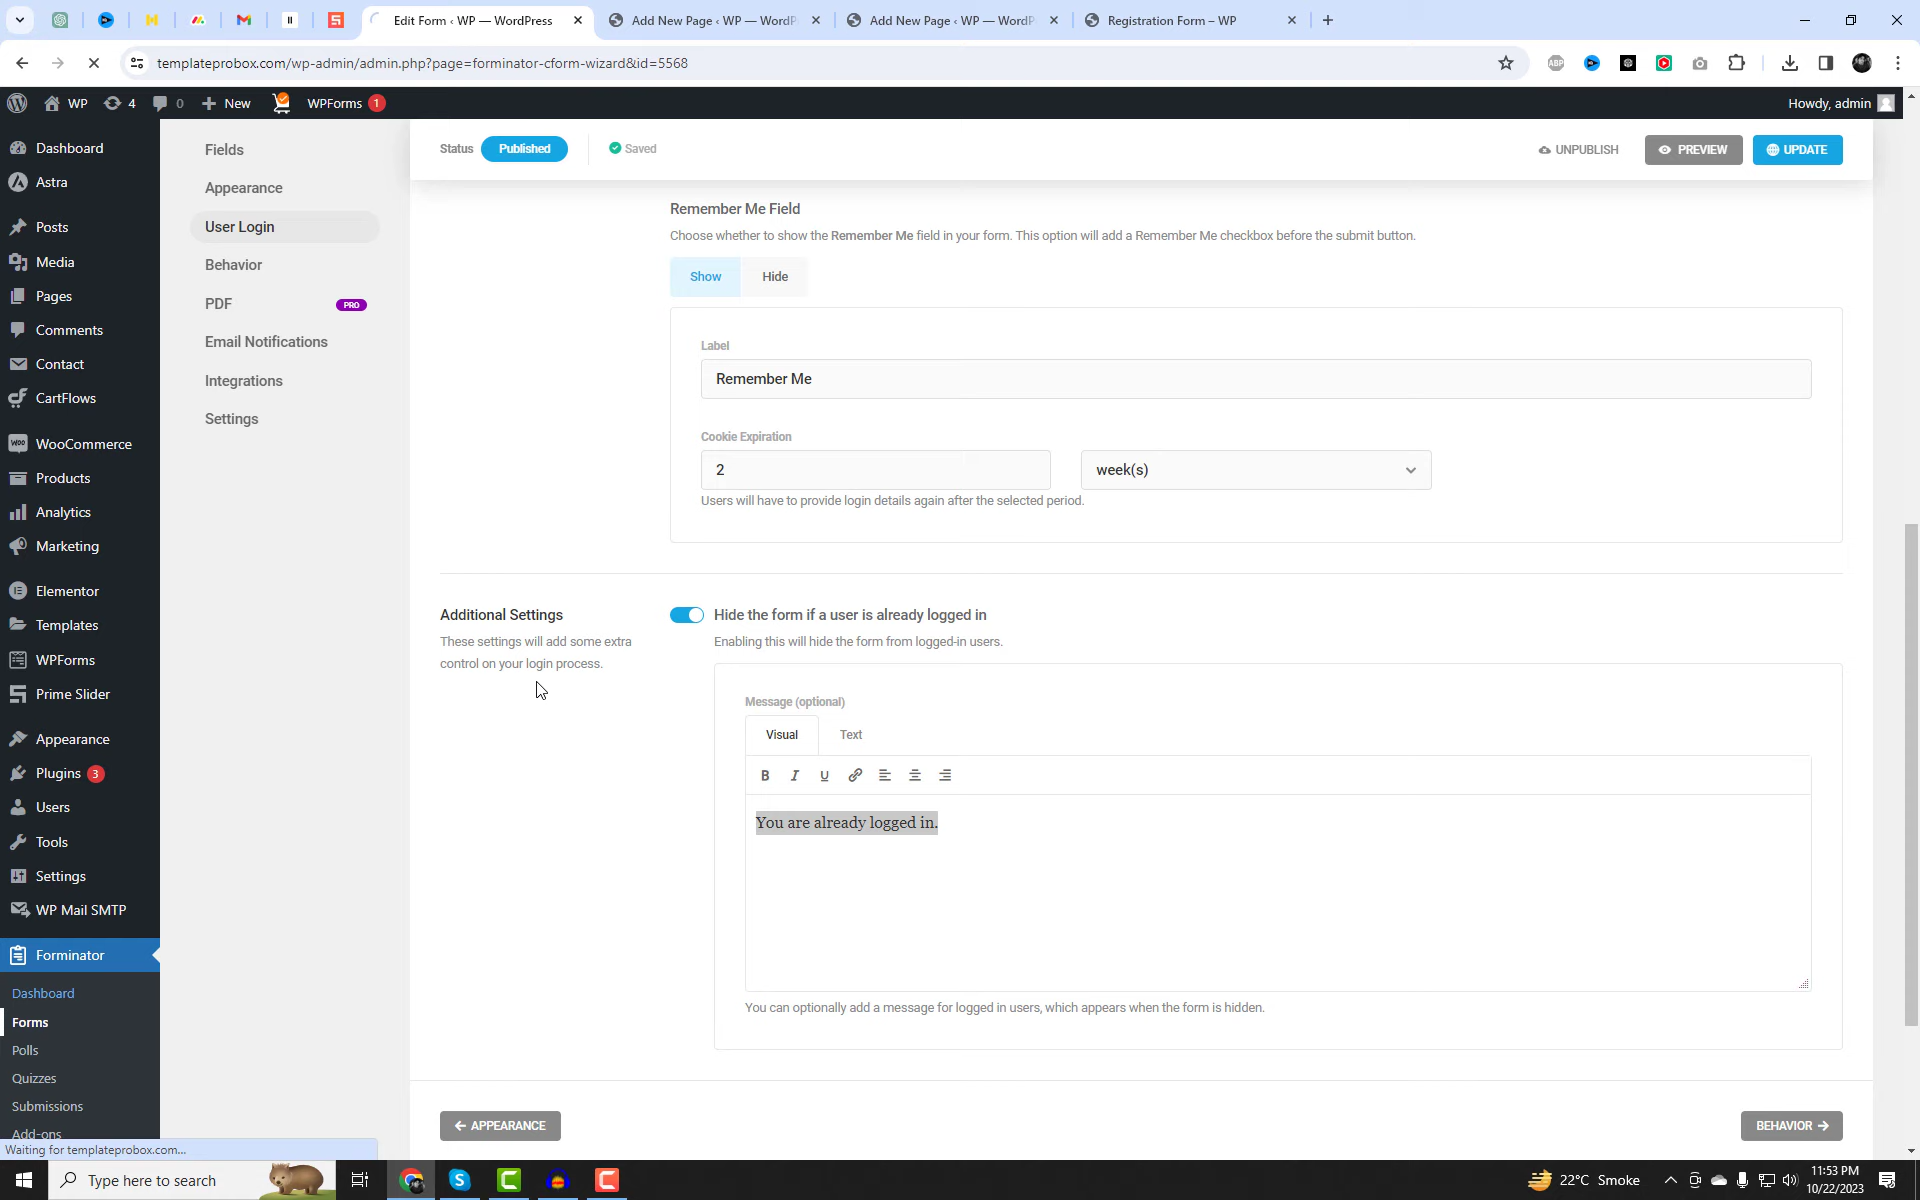 Edit Form ‹ WP — WordPress
Add New Page ‹ WP — WordP
Add New Page ‹ WP — WordP
Registration Form – WP
templateprobox.com/wp-admin/admin.php?page=forminator-cform-wizard&id=5568
WP
4
0
New
WPForms
1
Howdy, admin
Dashboard
Astra
Posts
Media
Pages
Comments
Contact
CartFlows
WooCommerce
Products
Analytics
Marketing
Elementor
Templates
WPForms
Prime Slider
Appearance
Plugins
3
Users
Tools
Settings
WP Mail SMTP
Forminator
Dashboard
Forms
Polls
Quizzes
Submissions
Add-ons
Waiting for templateprobox.com...
Fields
Appearance
User Login
Behavior
PDF
PRO
Email Notifications
Integrations
Settings
Status
Published
Saved
UNPUBLISH
PREVIEW
UPDATE
Remember Me Field
Choose whether to show the Remember Me field in your form. This option will add a Remember Me checkbox before the submit button.
Show
Hide
Label
Remember Me
Cookie Expiration
2
week(s)
Users will have to provide login details again after the selected period.
Additional Settings
These settings will add some extra
control on your login process.
Hide the form if a user is already logged in
Enabling this will hide the form from logged-in users.
Message (optional)
Visual
Text
B
I
U
You are already logged in.
You can optionally add a message for logged in users, which appears when the form is hidden.
← APPEARANCE
BEHAVIOR →
Type here to search
22°C Smoke
11:53 PM
10/22/2023